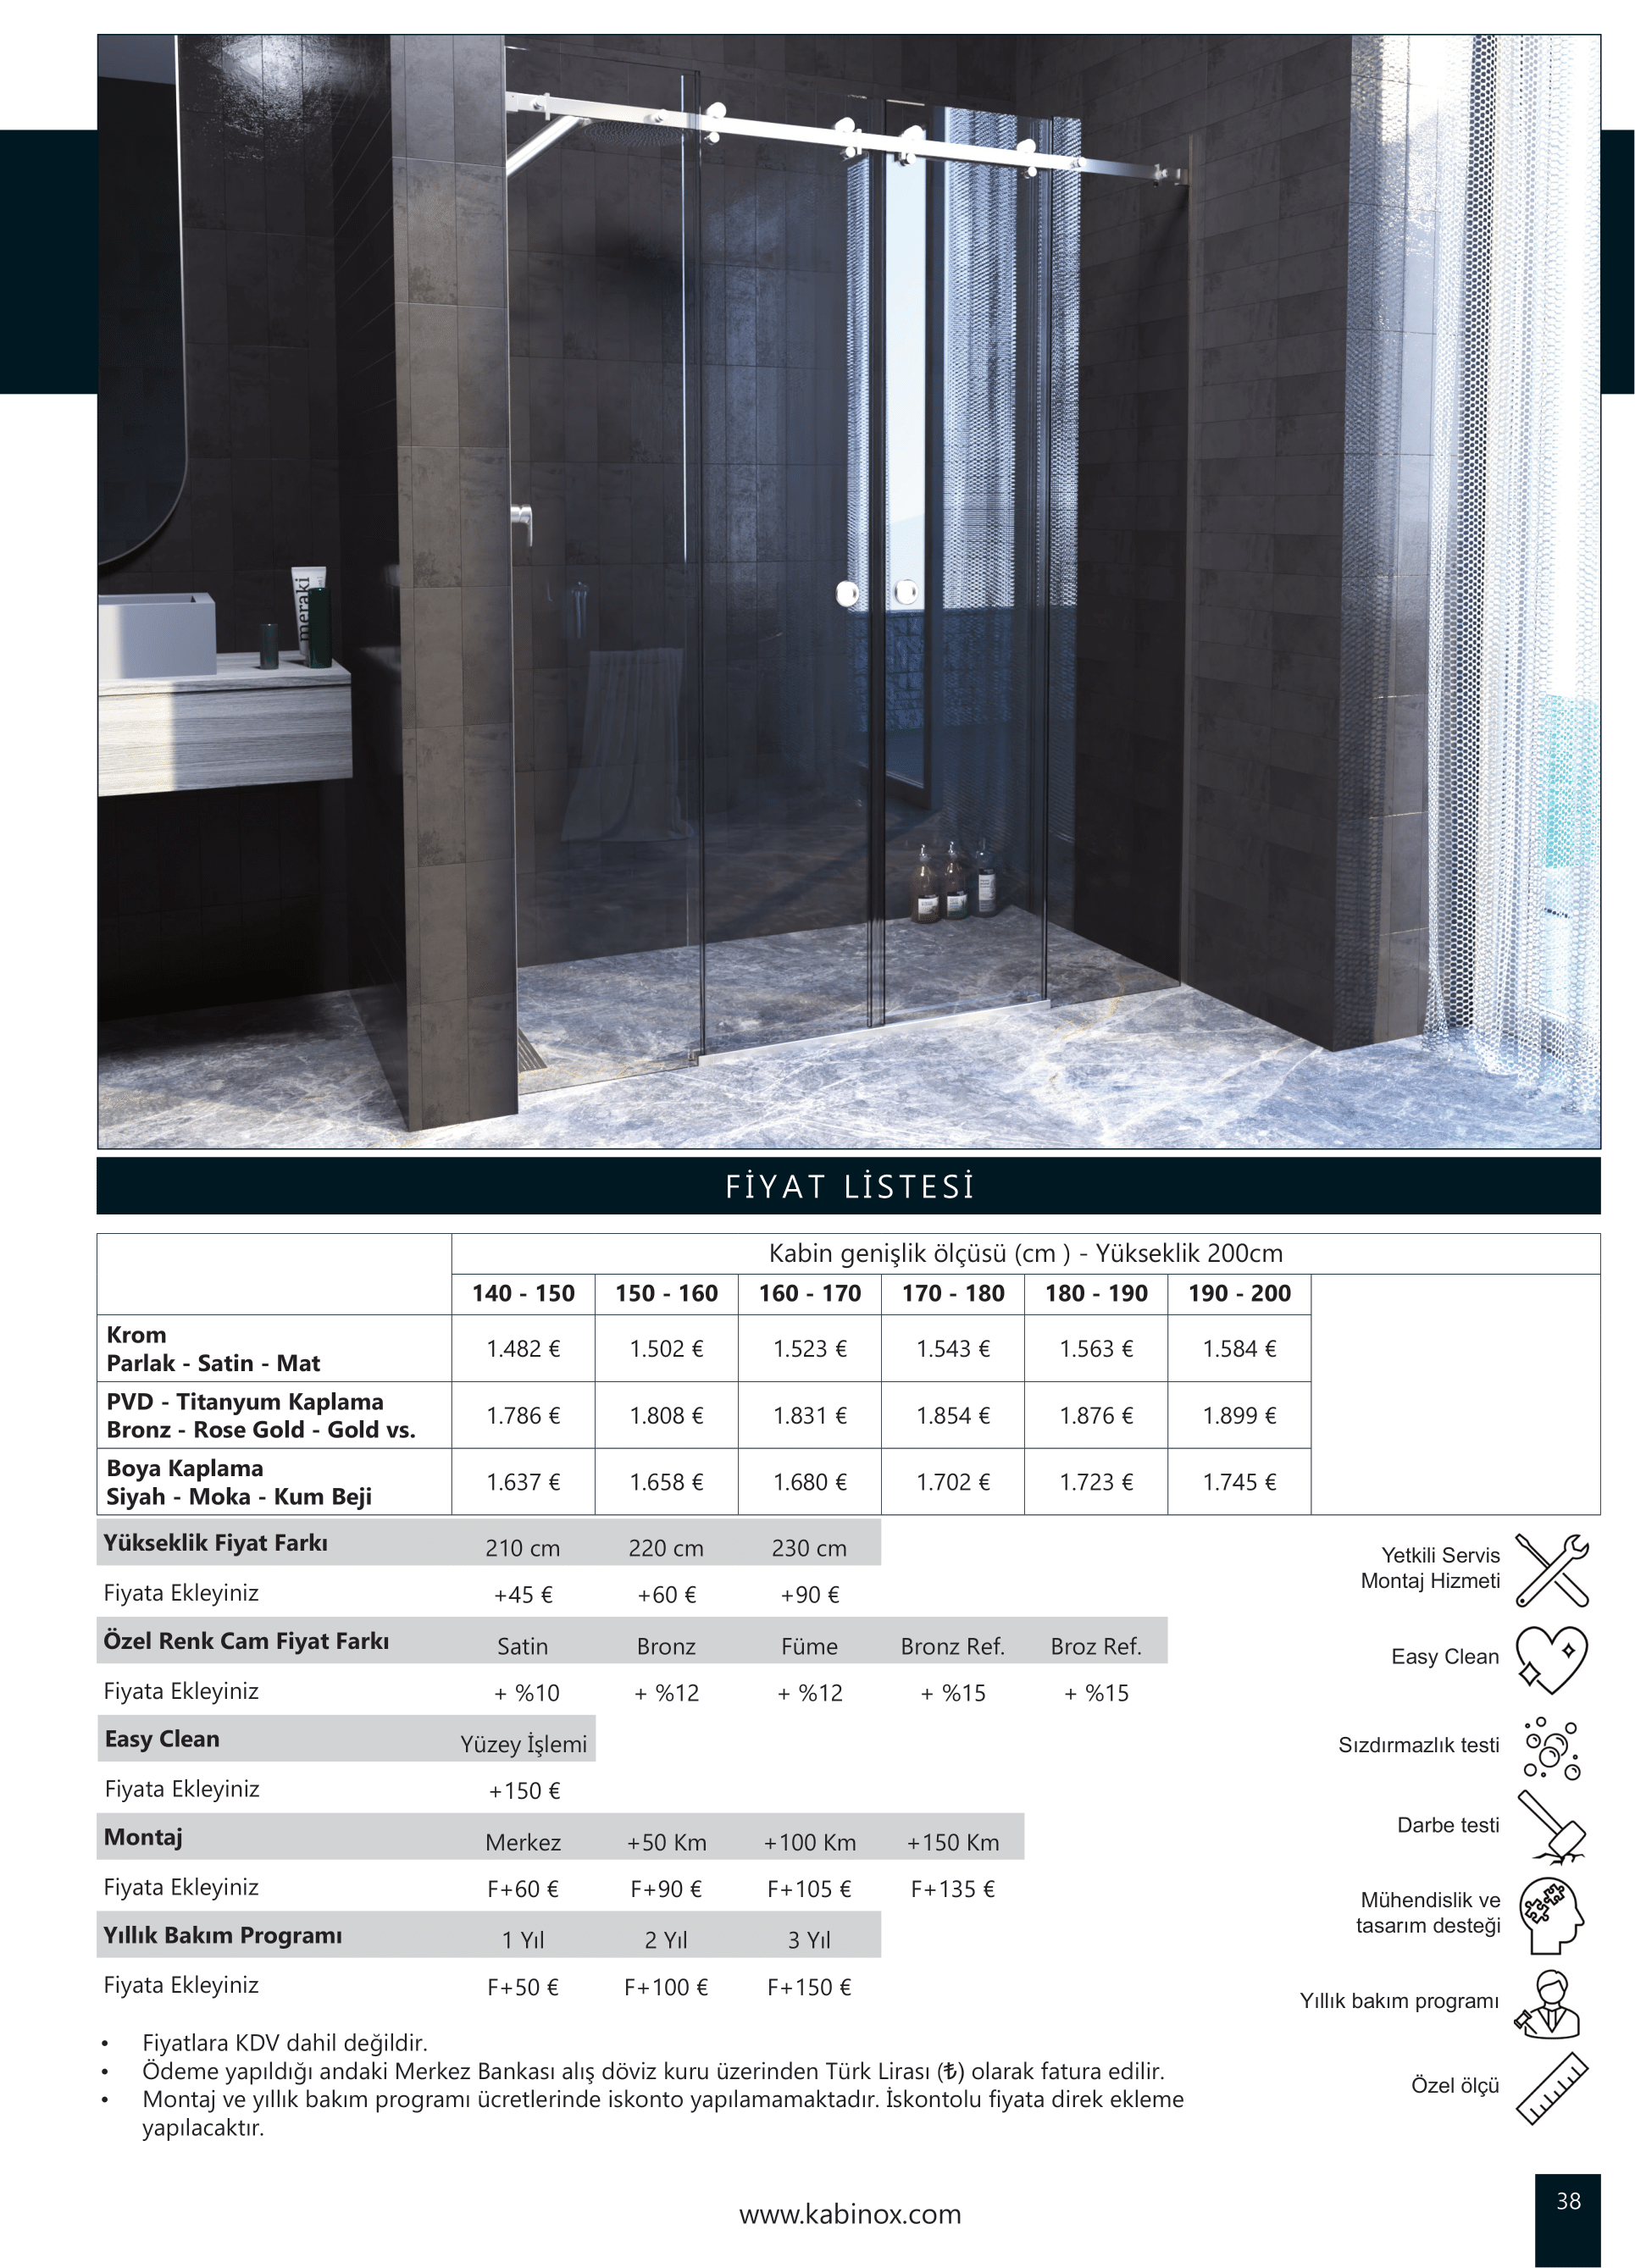 meraki
FİYAT LİSTESİ
Kabin genişlik ölçüsü (cm ) - Yükseklik 200cm
140 - 150 150 - 160 160 - 170 170 - 180 180 - 190 190 - 200
Krom
Parlak - Satin - Mat
1.482 € 1.502 € 1.523 € 1.543 € 1.563 € 1.584 €
PVD - Titanyum Kaplama
Bronz - Rose Gold - Gold vs.
1.786 € 1.808 € 1.831 € 1.854 € 1.876 € 1.899 €
Boya Kaplama
Siyah - Moka - Kum Beji
1.637 € 1.658 € 1.680 € 1.702 € 1.723 € 1.745 €
Yükseklik Fiyat Farkı 210 cm 220 cm 230 cm
Fiyata Ekleyiniz +45 € +60 € +90 €
Özel Renk Cam Fiyat Farkı Satin Bronz Füme Bronz Ref. Broz Ref.
Fiyata Ekleyiniz + %10 + %12 + %12 + %15 + %15
Easy Clean Yüzey İşlemi
Fiyata Ekleyiniz +150 €
Montaj Merkez +50 Km +100 Km +150 Km
Fiyata Ekleyiniz F+60 € F+90 € F+105 € F+135 €
Yıllık Bakım Programı 1 Yıl 2 Yıl 3 Yıl
Fiyata Ekleyiniz F+50 € F+100 € F+150 €
Yetkili Servis
Montaj Hizmeti
Easy Clean
Sızdırmazlık testi
Darbe testi
Mühendislik ve
tasarım desteği
Yıllık bakım programı
Özel ölçü
• Fiyatlara KDV dahil değildir.
• Ödeme yapıldığı andaki Merkez Bankası alış döviz kuru üzerinden Türk Lirası (₺) olarak fatura edilir.
• Montaj ve yıllık bakım programı ücretlerinde iskonto yapılamamaktadır. İskontolu fiyata direk ekleme
yapılacaktır.
www.kabinox.com
38